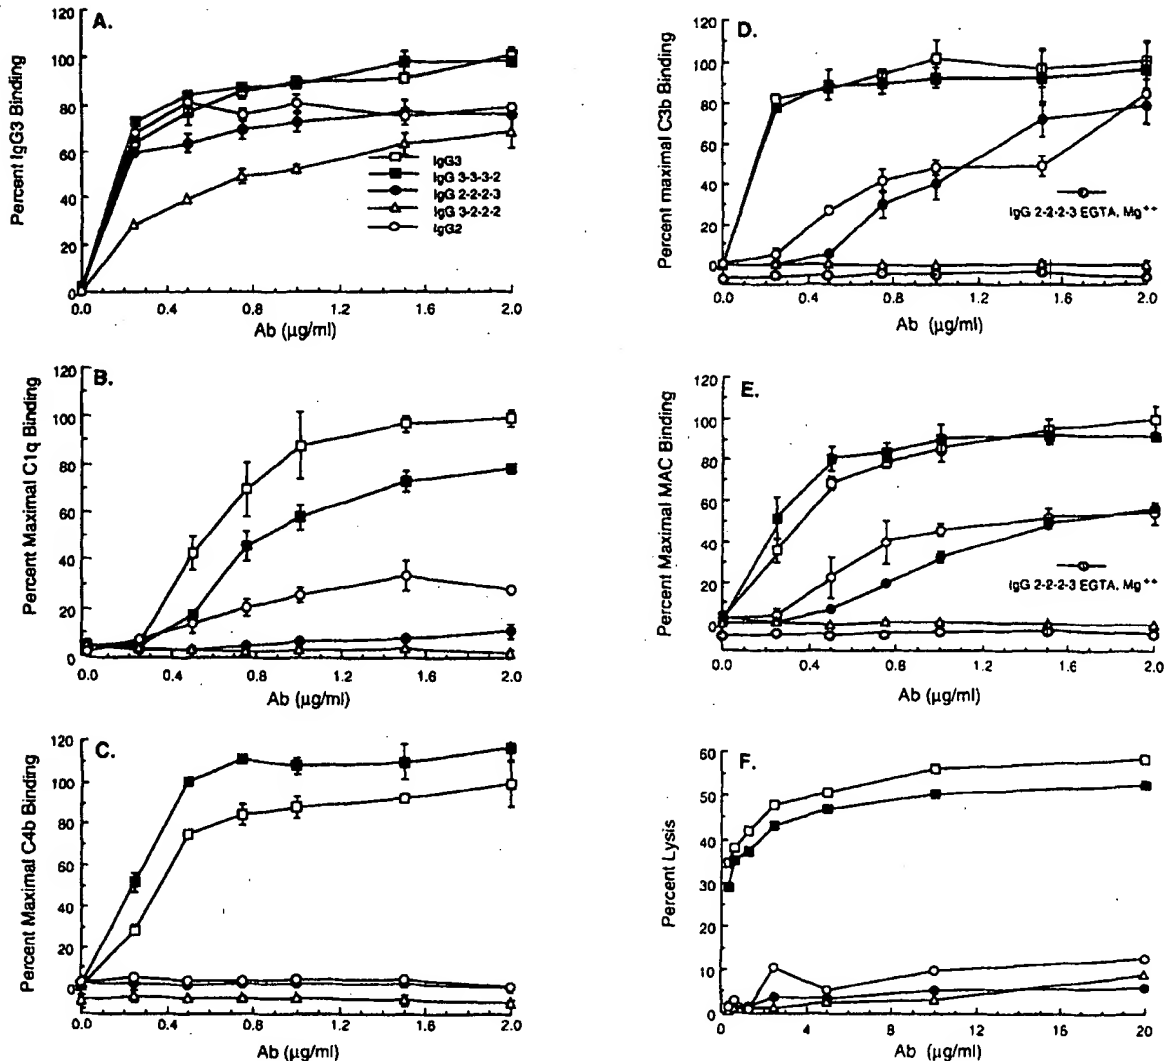 A.
Percent IgG3 Binding
120
100
80
60
40
20
0
IgG3
IgG 3-3-3-2
IgG 2-2-2-3
IgG 3-2-2-2
IgG2
0.0 0.4 0.8 1.2 1.6 2.0
Ab (µg/ml)
B.
Percent Maximal C1q Binding
120
100
80
60
40
20
0
0.0 0.4 0.8 1.2 1.6 2.0
Ab (µg/ml)
C.
Percent Maximal C4b Binding
120
100
80
60
40
20
0
0.0 0.4 0.8 1.2 1.6 2.0
Ab (µg/ml)
D.
Percent maximal C3b Binding
120
100
80
60
40
20
0
IgG 2-2-2-3 EGTA, Mg++
0.0 0.4 0.8 1.2 1.6 2.0
Ab (µg/ml)
E.
Percent Maximal MAC Binding
120
100
80
60
40
20
0
IgG 2-2-2-3 EGTA, Mg++
0.0 0.4 0.8 1.2 1.6 2.0
Ab (µg/ml)
F.
Percent Lysis
60
50
40
30
20
10
0
0 4 8 12 16 20
Ab (µg/ml)